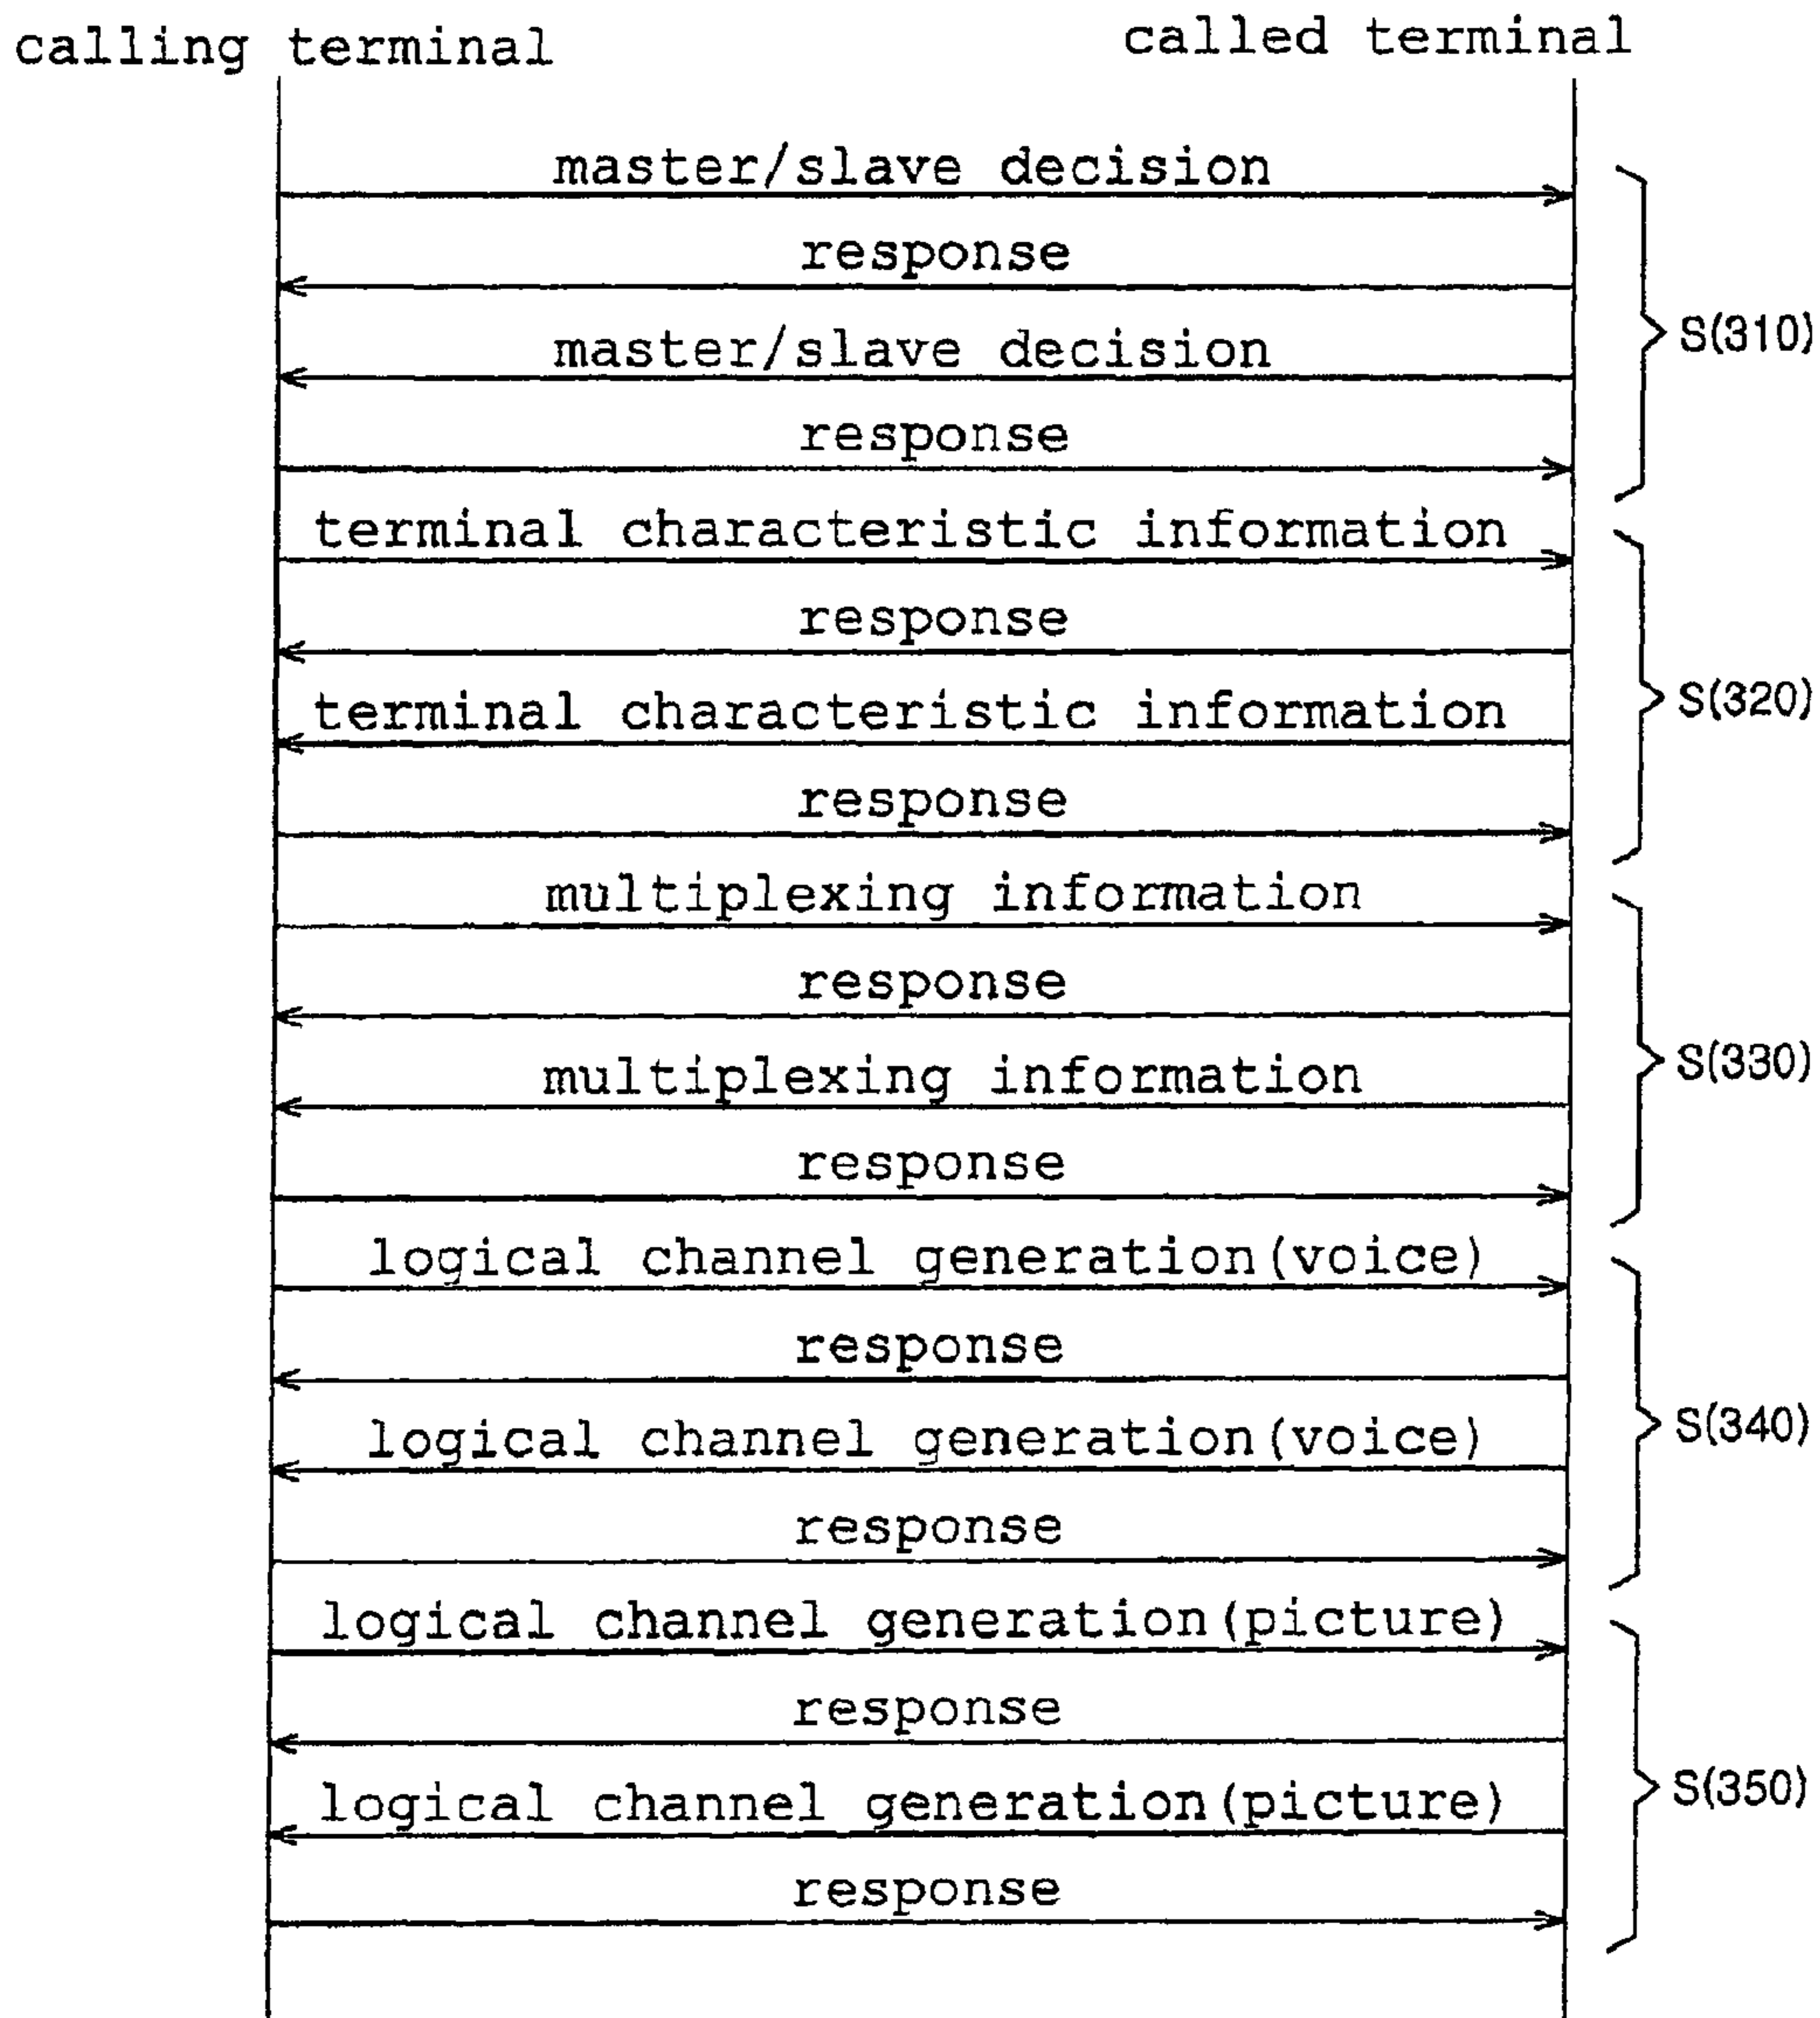 calling terminal
called terminal
master/slave decision
response
master/slave decision
response
S(310)
terminal characteristic information
response
terminal characteristic information
response
S(320)
multiplexing information
response
multiplexing information
response
S(330)
logical channel generation(voice)
response
logical channel generation(voice)
response
S(340)
logical channel generation(picture)
response
logical channel generation(picture)
response
S(350)